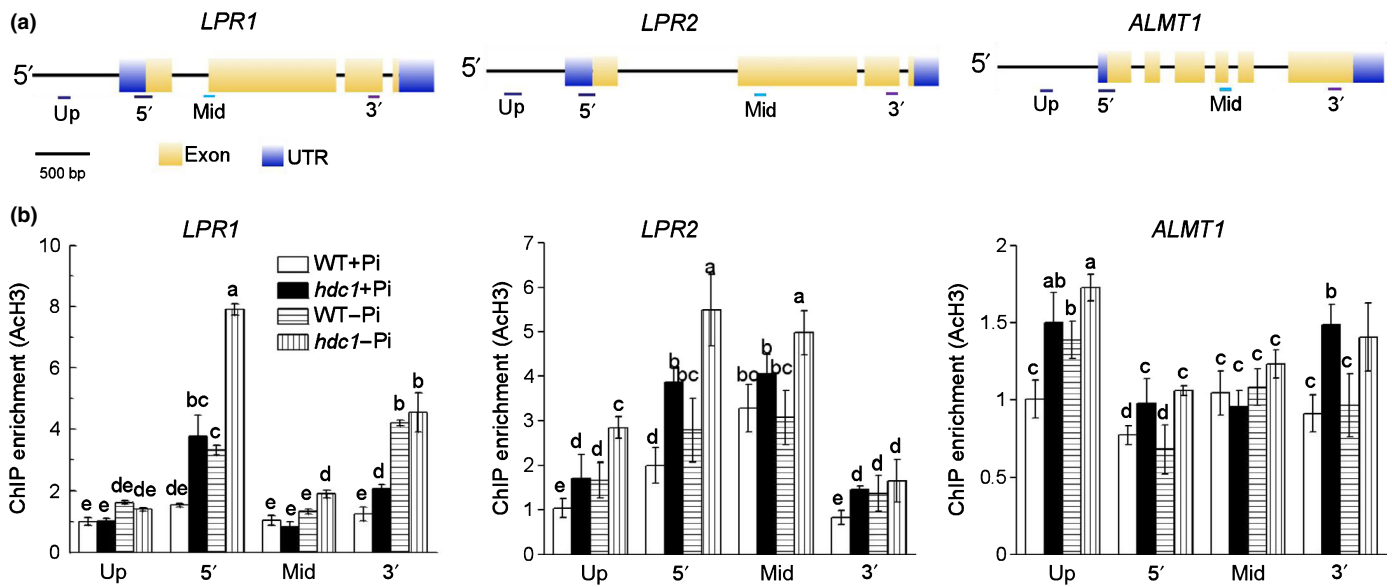 (a)
LPR1 LPR2 ALMT1
5′ 5′ 5′
Up 5′ Mid 3′ Up 5′ Mid 3′ Up 5′ Mid 3′
500 bp Exon UTR
(b)
LPR1
ChIP enrichment (AcH3)
10
8
6
4
2
0
WT+Pi
hdc1+Pi
WT−Pi
hdc1−Pi
e e de de
de bc c a
e e e d
e d b b
Up 5′ Mid 3′
LPR2
ChIP enrichment (AcH3)
7
6
5
4
3
2
1
0
e d d c
d b bc a
bc b bc a
e d d d
Up 5′ Mid 3′
ALMT1
ChIP enrichment (AcH3)
2
1.5
1
0.5
0
c ab b a
d c d c
c c c c
c b c
Up 5′ Mid 3′